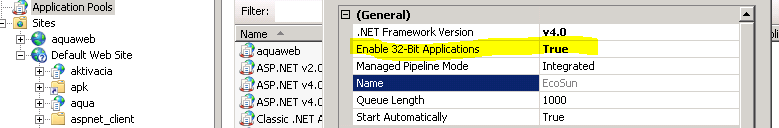 Application Pools
Sites
aquaweb
Default Web Site
aktivacia
apk
aqua
aspnet_client
Filter:
Name
aquaweb
ASP.NET v2.0
ASP.NET v4.0
ASP.NET v4.0
Classic .NET A
(General)
.NET Framework Version v4.0
Enable 32-Bit Applications True
Managed Pipeline Mode Integrated
Name EcoSun
Queue Length 1000
Start Automatically True